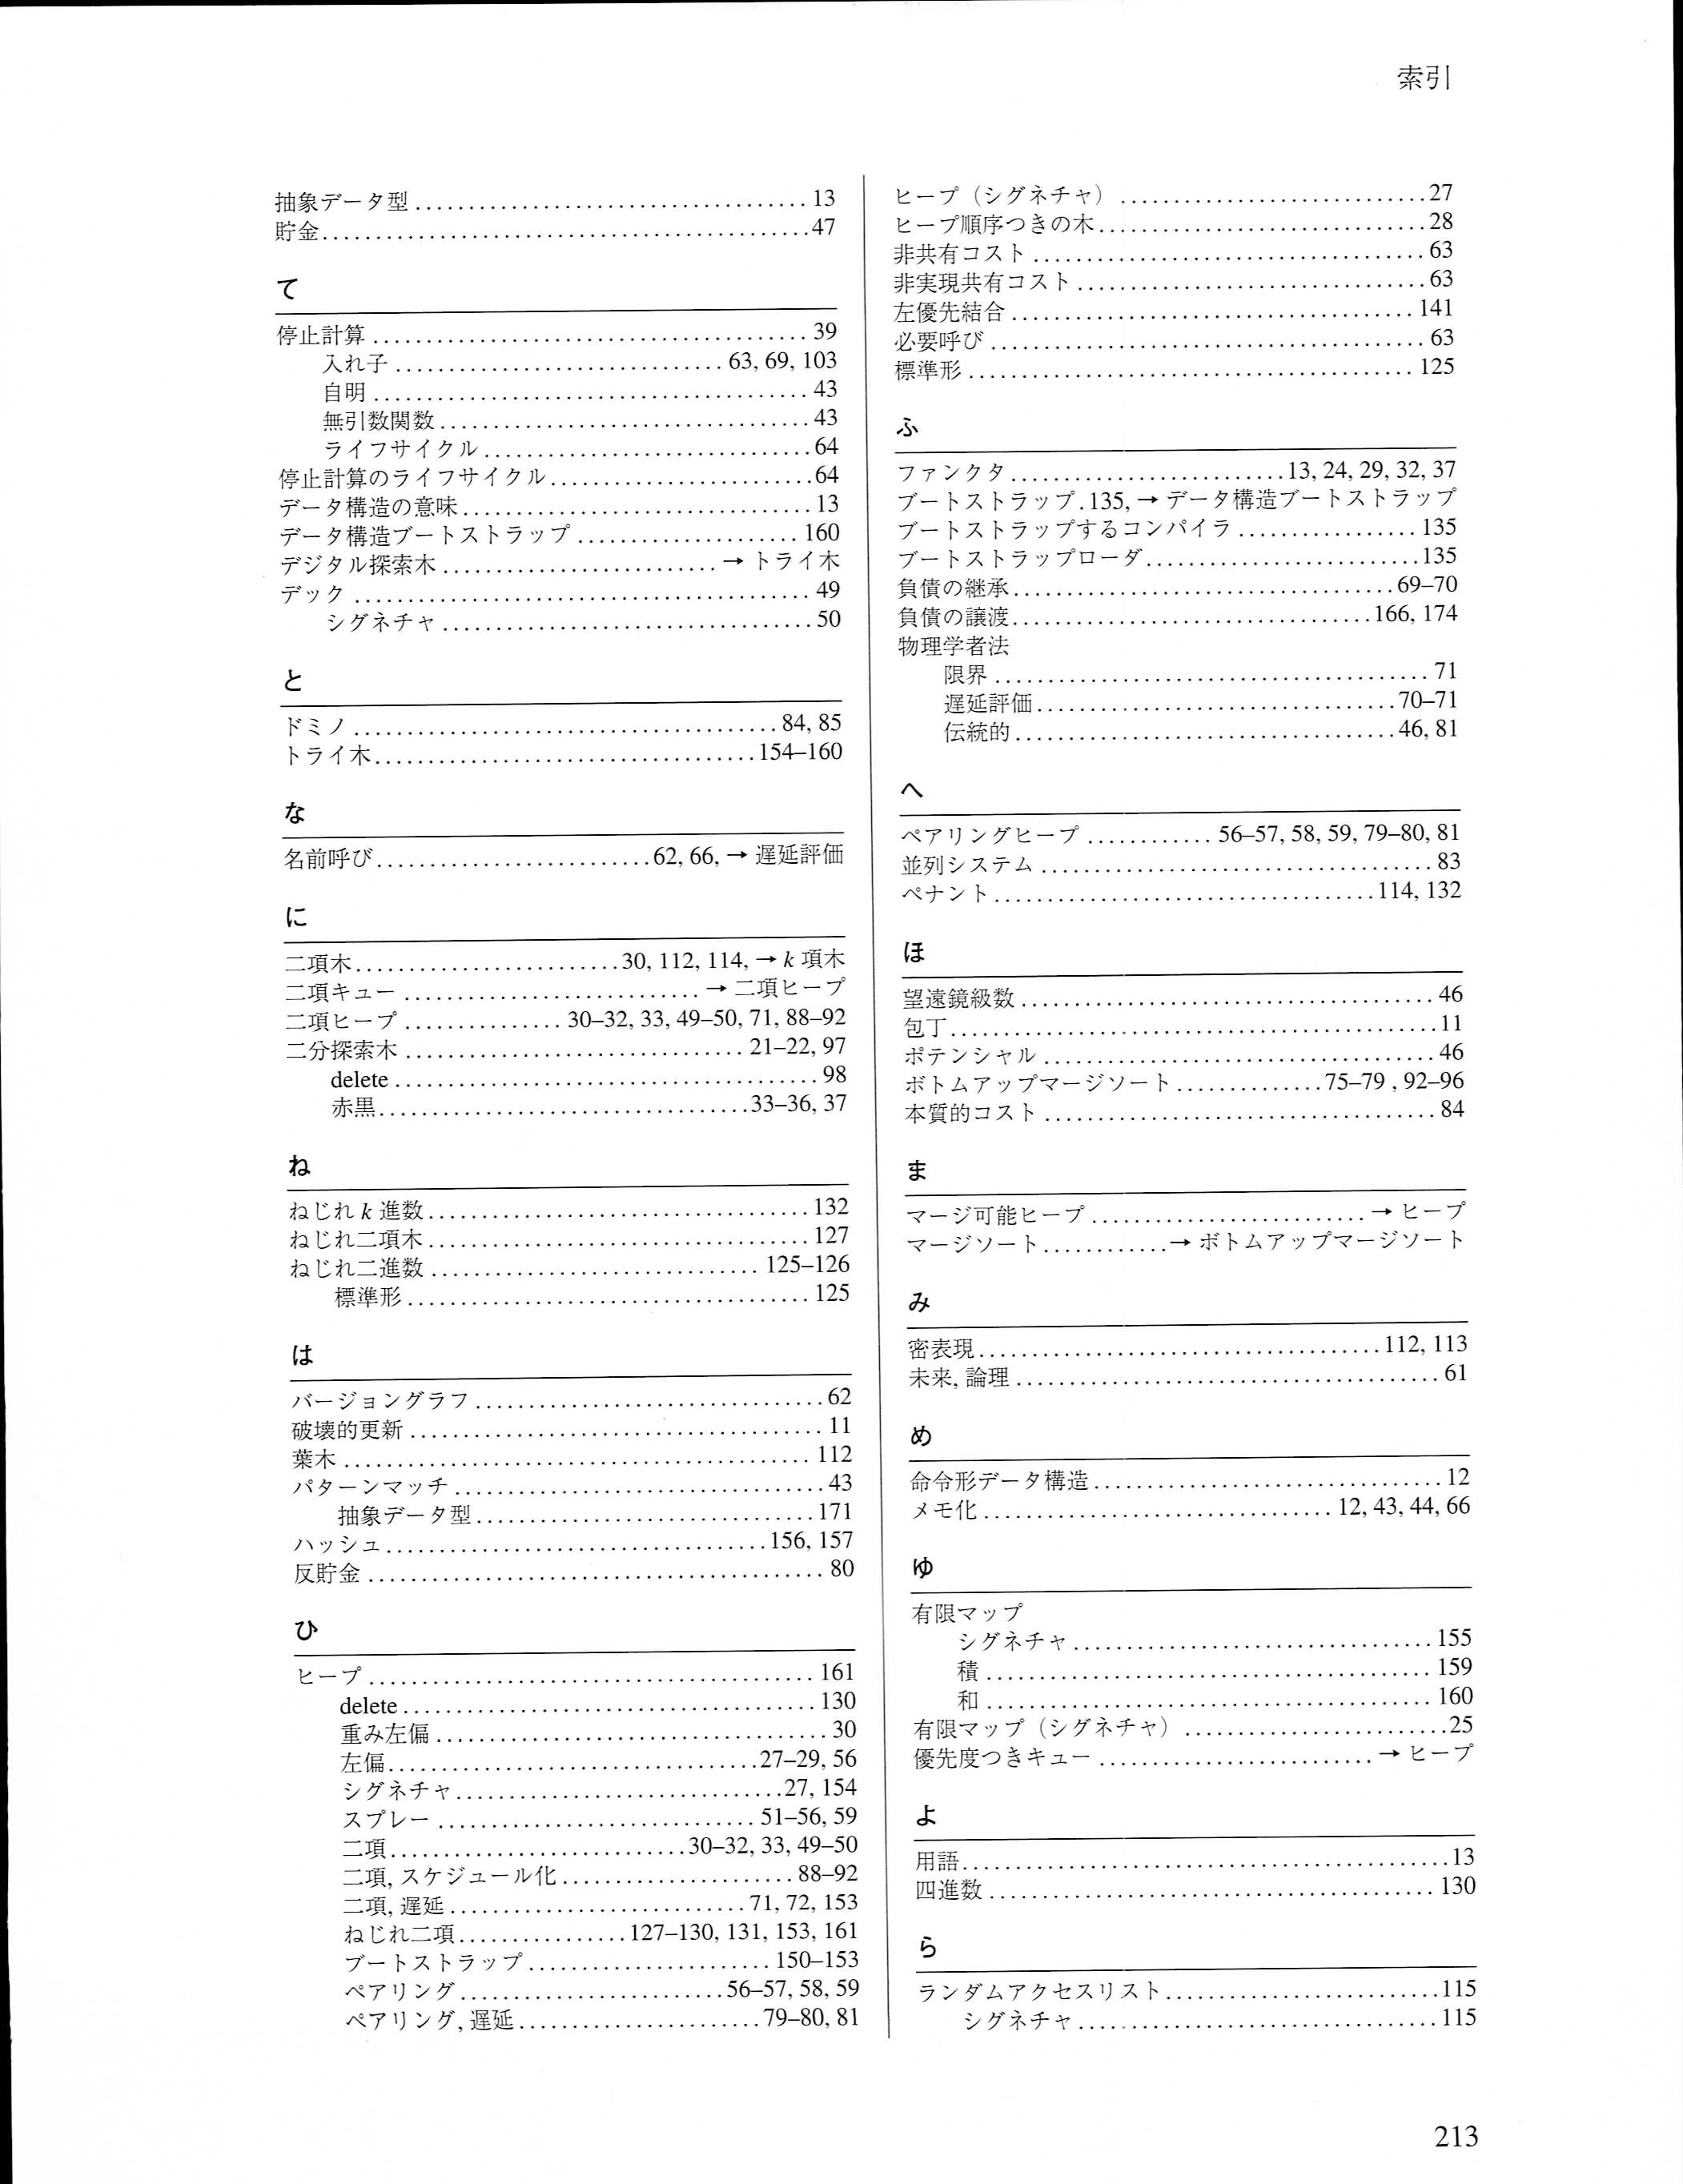 索引
抽象データ型 ..... 13
貯金 ..... 47
て
停止計算 ..... 39
入れ子 ..... 63, 69, 103
自明 ..... 43
無引数関数 ..... 43
ライフサイクル ..... 64
停止計算のライフサイクル ..... 64
データ構造の意味 ..... 13
データ構造ブートストラップ ..... 160
デジタル探索木 ..... → トライ木
デック ..... 49
シグネチャ ..... 50
と
ドミノ ..... 84, 85
トライ木 ..... 154–160
な
名前呼び ..... 62, 66, → 遅延評価
に
二項木 ..... 30, 112, 114, → k 項木
二項キュー ..... → 二項ヒープ
二項ヒープ ..... 30–32, 33, 49–50, 71, 88–92
二分探索木 ..... 21–22, 97
delete ..... 98
赤黒 ..... 33–36, 37
ね
ねじれ k 進数 ..... 132
ねじれ二項木 ..... 127
ねじれ二進数 ..... 125–126
標準形 ..... 125
は
バージョングラフ ..... 62
破壊的更新 ..... 11
葉木 ..... 112
パターンマッチ ..... 43
抽象データ型 ..... 171
ハッシュ ..... 156, 157
反貯金 ..... 80
ひ
ヒープ ..... 161
delete ..... 130
重み左偏 ..... 30
左偏 ..... 27–29, 56
シグネチャ ..... 27, 154
スプレー ..... 51–56, 59
二項 ..... 30–32, 33, 49–50
二項, スケジュール化 ..... 88–92
二項, 遅延 ..... 71, 72, 153
ねじれ二項 ..... 127–130, 131, 153, 161
ブートストラップ ..... 150–153
ペアリング ..... 56–57, 58, 59
ペアリング, 遅延 ..... 79–80, 81
ヒープ（シグネチャ） ..... 27
ヒープ順序つきの木 ..... 28
非共有コスト ..... 63
非実現共有コスト ..... 63
左優先結合 ..... 141
必要呼び ..... 63
標準形 ..... 125
ふ
ファンクタ ..... 13, 24, 29, 32, 37
ブートストラップ . 135, → データ構造ブートストラップ
ブートストラップするコンパイラ ..... 135
ブートストラップローダ ..... 135
負債の継承 ..... 69–70
負債の譲渡 ..... 166, 174
物理学者法
限界 ..... 71
遅延評価 ..... 70–71
伝統的 ..... 46, 81
へ
ペアリングヒープ ..... 56–57, 58, 59, 79–80, 81
並列システム ..... 83
ペナント ..... 114, 132
ほ
望遠鏡級数 ..... 46
包丁 ..... 11
ポテンシャル ..... 46
ボトムアップマージソート ..... 75–79 , 92–96
本質的コスト ..... 84
ま
マージ可能ヒープ ..... → ヒープ
マージソート ..... → ボトムアップマージソート
み
密表現 ..... 112, 113
未来, 論理 ..... 61
め
命令形データ構造 ..... 12
メモ化 ..... 12, 43, 44, 66
ゆ
有限マップ
シグネチャ ..... 155
積 ..... 159
和 ..... 160
有限マップ（シグネチャ） ..... 25
優先度つきキュー ..... → ヒープ
よ
用語 ..... 13
四進数 ..... 130
ら
ランダムアクセスリスト ..... 115
シグネチャ ..... 115
213